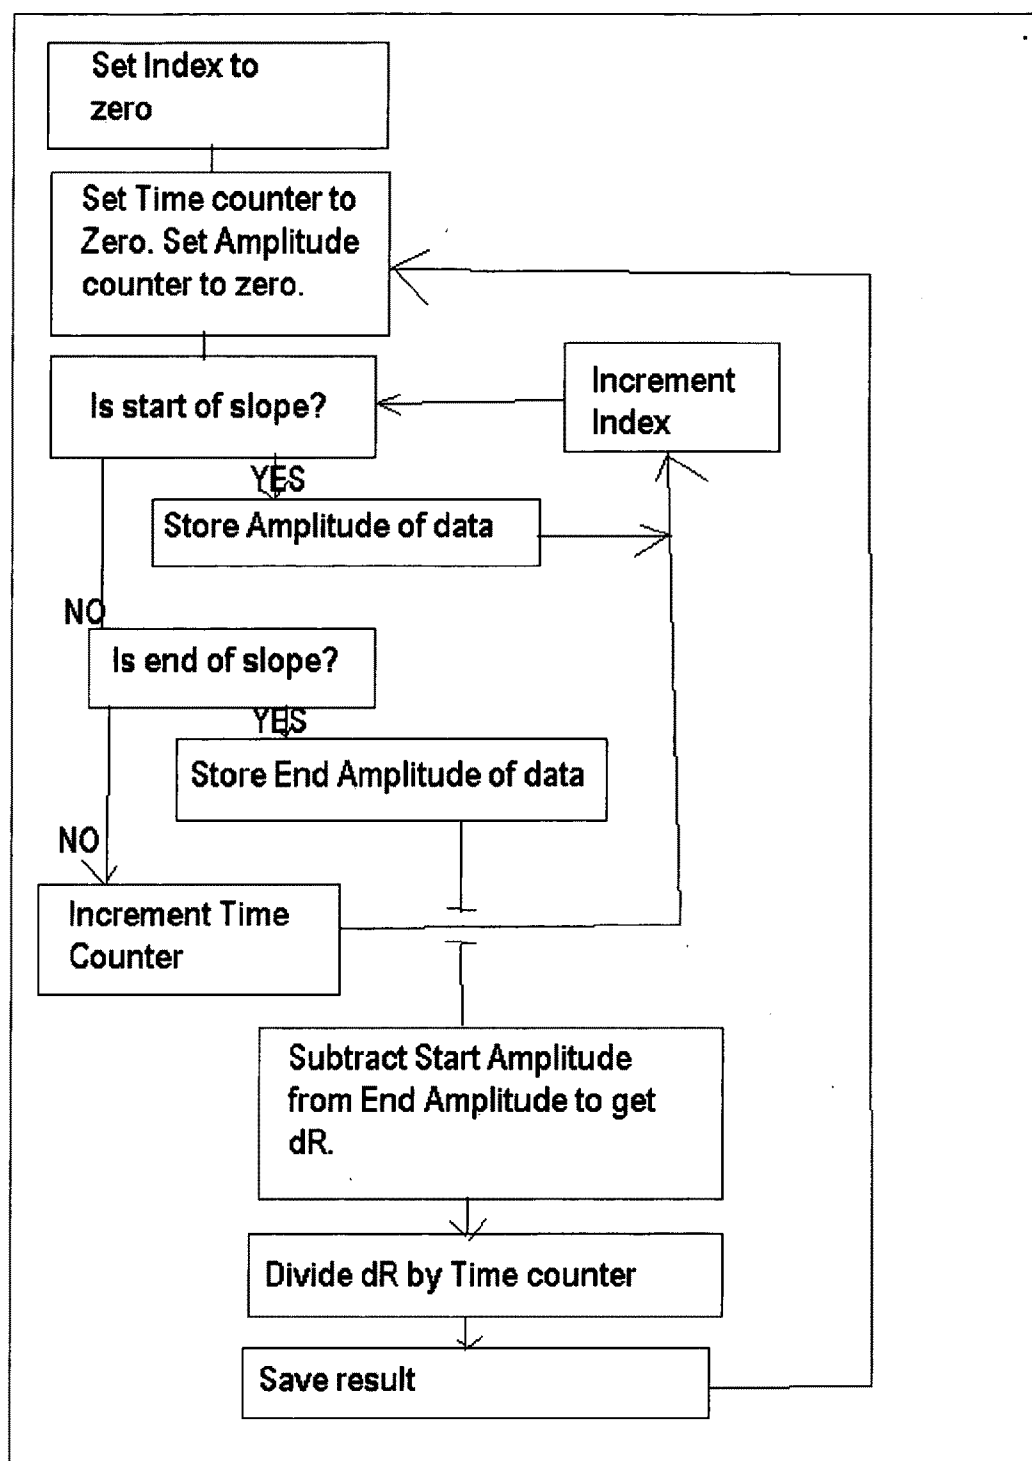 Set Index to
zero
Set Time counter to
Zero. Set Amplitude
counter to zero.
Is start of slope?
Increment
Index
YES
Store Amplitude of data
NO
Is end of slope?
YES
Store End Amplitude of data
NO
Increment Time
Counter
Subtract Start Amplitude
from End Amplitude to get
dR.
Divide dR by Time counter
Save result